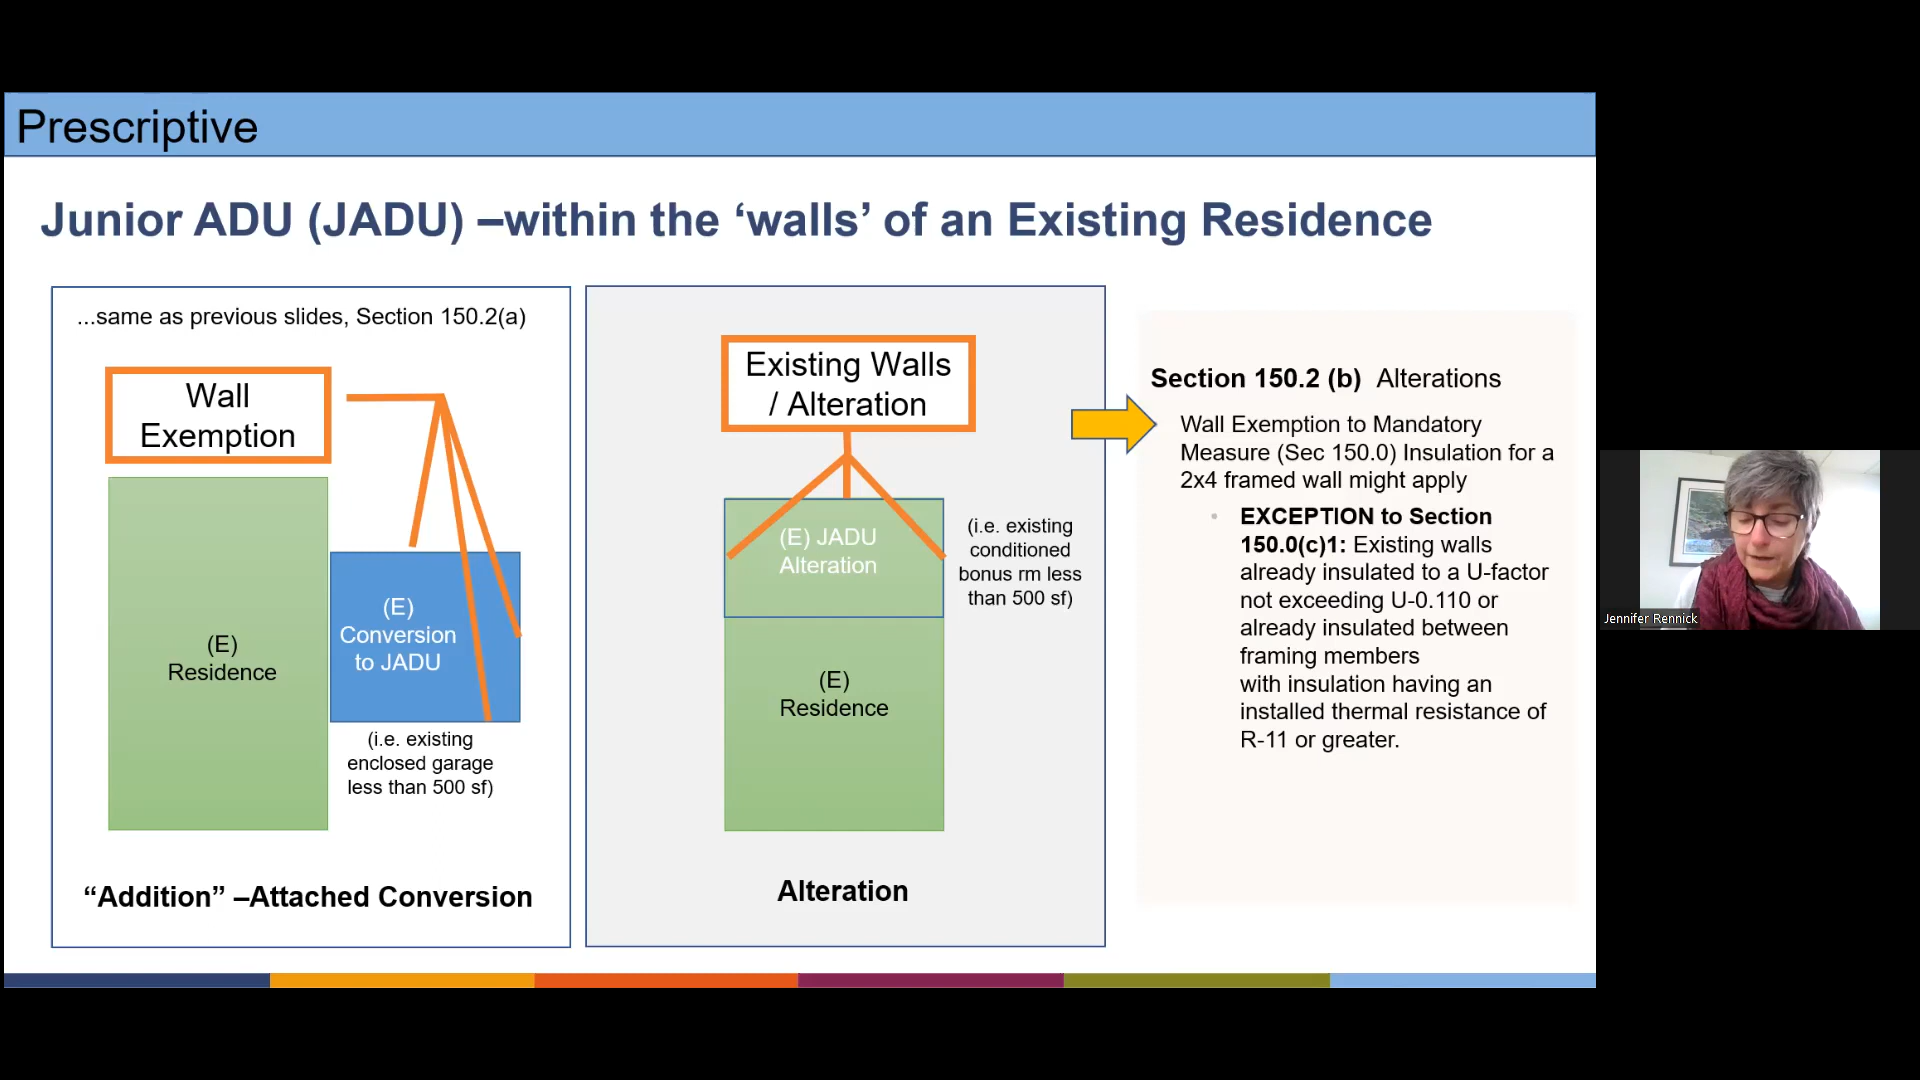 Prescriptive
Junior ADU (JADU) –within the ‘walls’ of an Existing Residence
...same as previous slides, Section 150.2(a)
Wall
Exemption
(E)
Residence
(E)
Conversion
to JADU
(i.e. existing
enclosed garage
less than 500 sf)
“Addition” –Attached Conversion
Existing Walls
/ Alteration
(E) JADU
Alteration
(i.e. existing
conditioned
bonus rm less
than 500 sf)
(E)
Residence
Alteration
Section 150.2 (b) Alterations
Wall Exemption to Mandatory
Measure (Sec 150.0) Insulation for a
2x4 framed wall might apply
EXCEPTION to Section
150.0(c)1: Existing walls
already insulated to a U-factor
not exceeding U-0.110 or
already insulated between
framing members
with insulation having an
installed thermal resistance of
R-11 or greater.
Jennifer Rennick